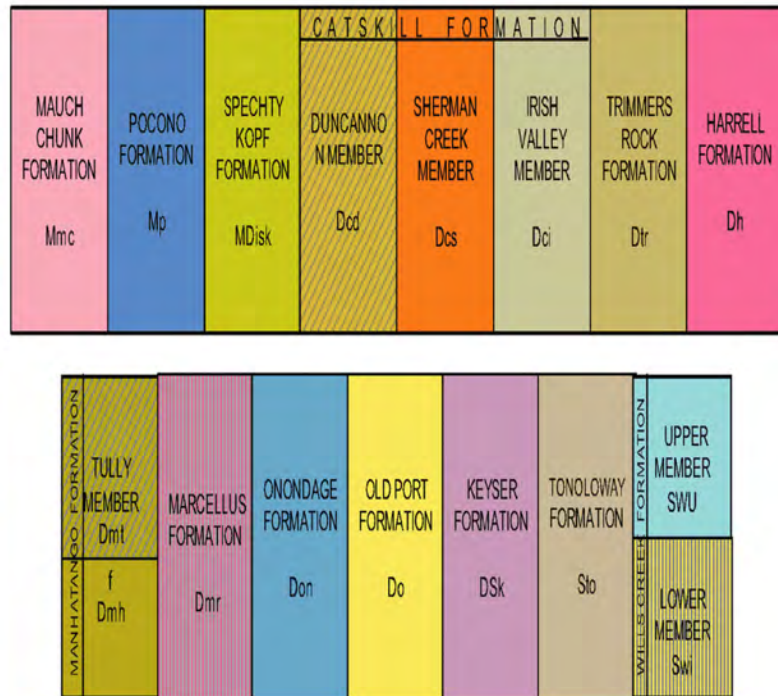 CATSKILL FORMATION
MAUCH
CHUNK
FORMATION
Mmc
POCONO
FORMATION
Mp
SPECHTY
KOPF
FORMATION
MDisk
DUNCANNO
N MEMBER
Dcd
SHERMAN
CREEK
MEMBER
Dcs
IRISH
VALLEY
MEMBER
Dci
TRIMMERS
ROCK
FORMATION
Dtr
HARRELL
FORMATION
Dh
MANHATANGO FORMATION
TULLY
MEMBER
Dmt
f
Dmh
MARCELLUS
FORMATION
Dmr
ONONDAGE
FORMATION
Don
OLD PORT
FORMATION
Do
KEYSER
FORMATION
DSk
TONOLOWAY
FORMATION
Sto
WILLS CREEK FORMATION
UPPER
MEMBER
SWU
LOWER
MEMBER
Swi